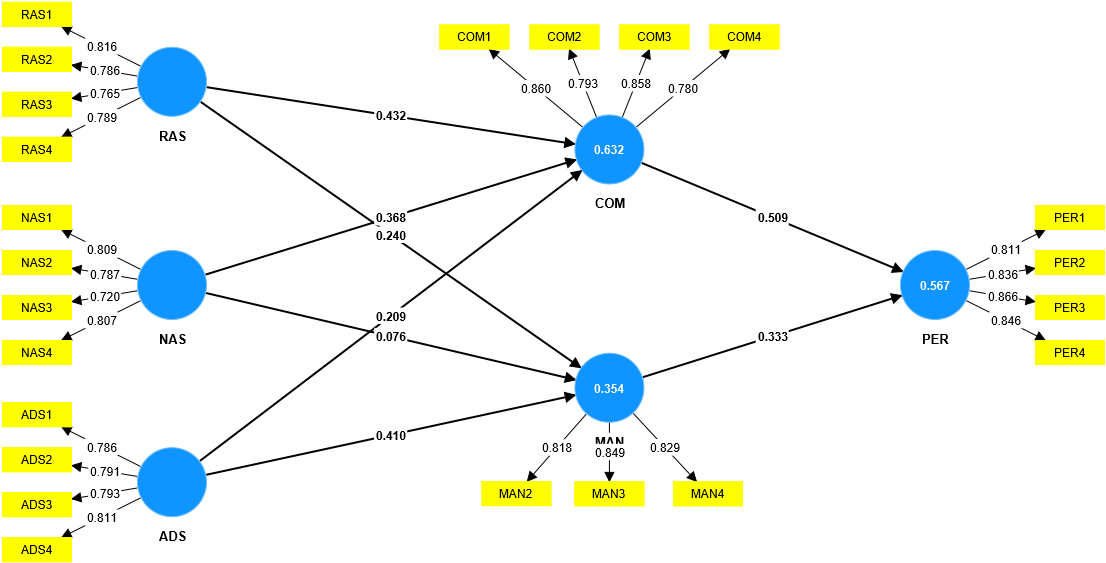 RAS1
RAS2
RAS3
RAS4
0.816
0.786
0.765
0.789
RAS
NAS1
NAS2
NAS3
NAS4
0.809
0.787
0.720
0.807
NAS
ADS1
ADS2
ADS3
ADS4
0.786
0.791
0.793
0.811
ADS
0.432
0.368
0.240
0.209
0.076
0.410
COM1
COM2
COM3
COM4
0.860
0.793
0.858
0.780
0.632
COM
0.354
MAN
0.818
0.849
0.829
MAN2
MAN3
MAN4
0.509
0.333
0.567
PER
0.811
0.836
0.866
0.846
PER1
PER2
PER3
PER4